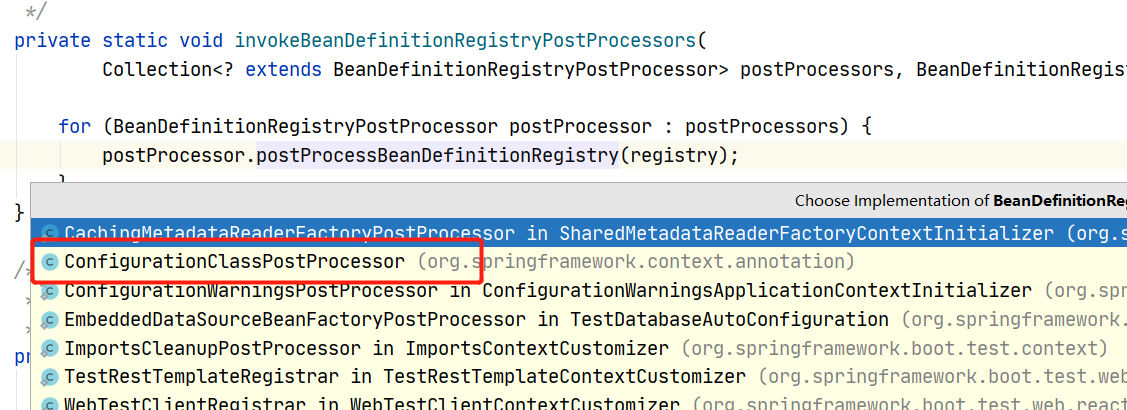 */
private static void invokeBeanDefinitionRegistryPostProcessors(
Collection<? extends BeanDefinitionRegistryPostProcessor> postProcessors, BeanDefinitionRegis
for (BeanDefinitionRegistryPostProcessor postProcessor : postProcessors) {
postProcessor.postProcessBeanDefinitionRegistry(registry);
}
Choose Implementation of BeanDefinitionReg
}
CachingMetadataReaderFactoryPostProcessor in SharedMetadataReaderFactoryContextInitializer (org.s
ConfigurationClassPostProcessor (org.springframework.context.annotation)
/*
ConfigurationWarningsPostProcessor in ConfigurationWarningsApplicationContextInitializer (org.spr
*
EmbeddedDataSourceBeanFactoryPostProcessor in TestDatabaseAutoConfiguration (org.springframework.
*
ImportsCleanupPostProcessor in ImportsContextCustomizer (org.springframework.boot.test.context)
pr
TestRestTemplateRegistrar in TestRestTemplateContextCustomizer (org.springframework.boot.test.web
WebTestClientRegistrar in WebTestClientContextCustomizer (org.springframework.boot.test.web.react